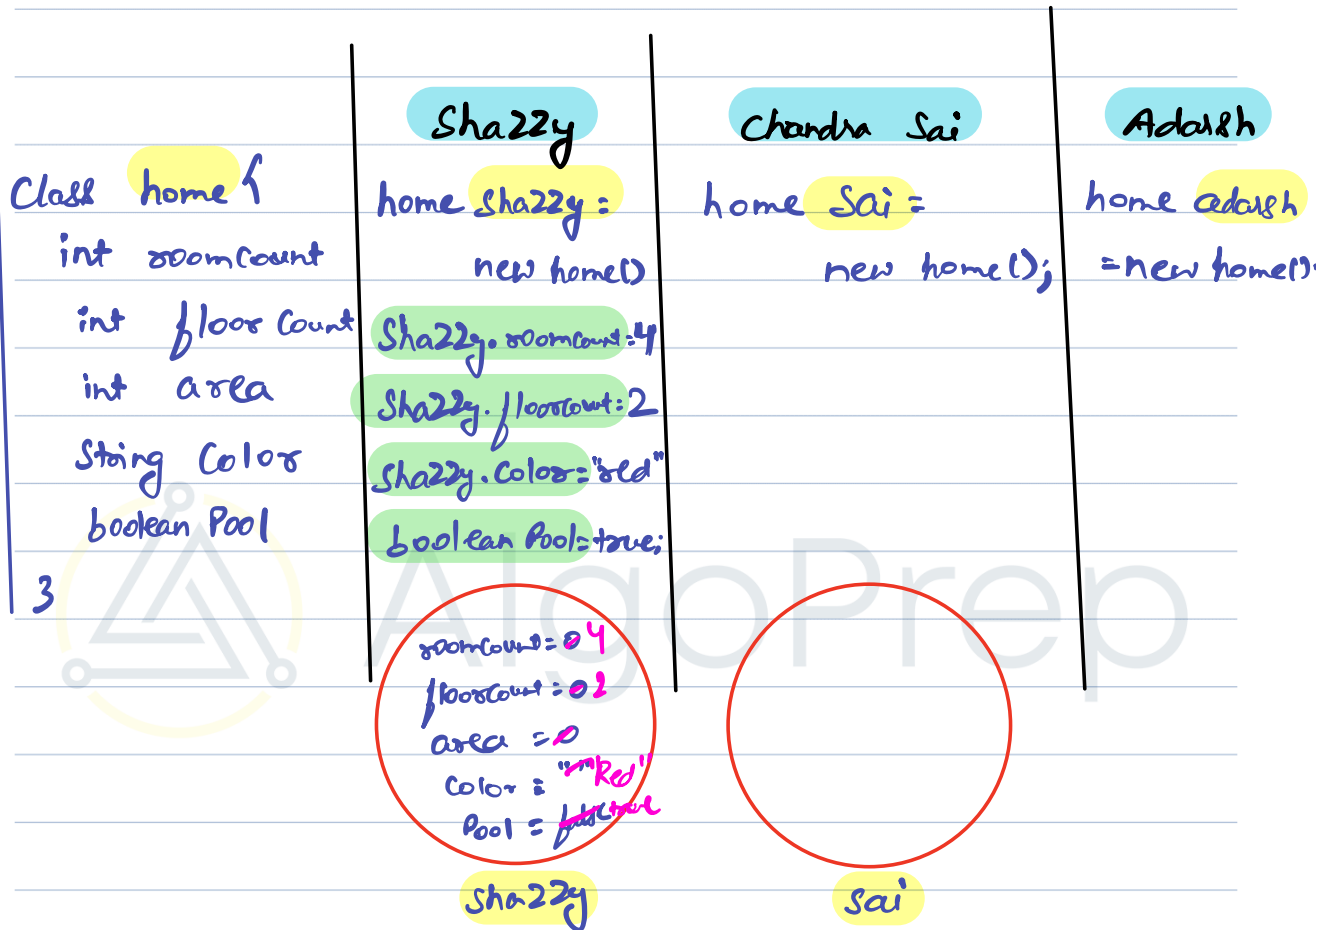 Class home {
int roomCount
int floorCount
int area
String Color
boolean Pool
}
Shazzy
home Shazzy =
new home()
Shazzy.roomcount=4
Shazzy.floorcount=2
Shazzy.Color="red"
boolean Pool=true;
roomcount=0 4
floorcount=0 2
area =0
Color = "" "Red"
Pool = false true
Shazzy
Chandra Sai
home Sai =
new home();
sai
Adarsh
home adarsh
=new home();
AlgoPrep